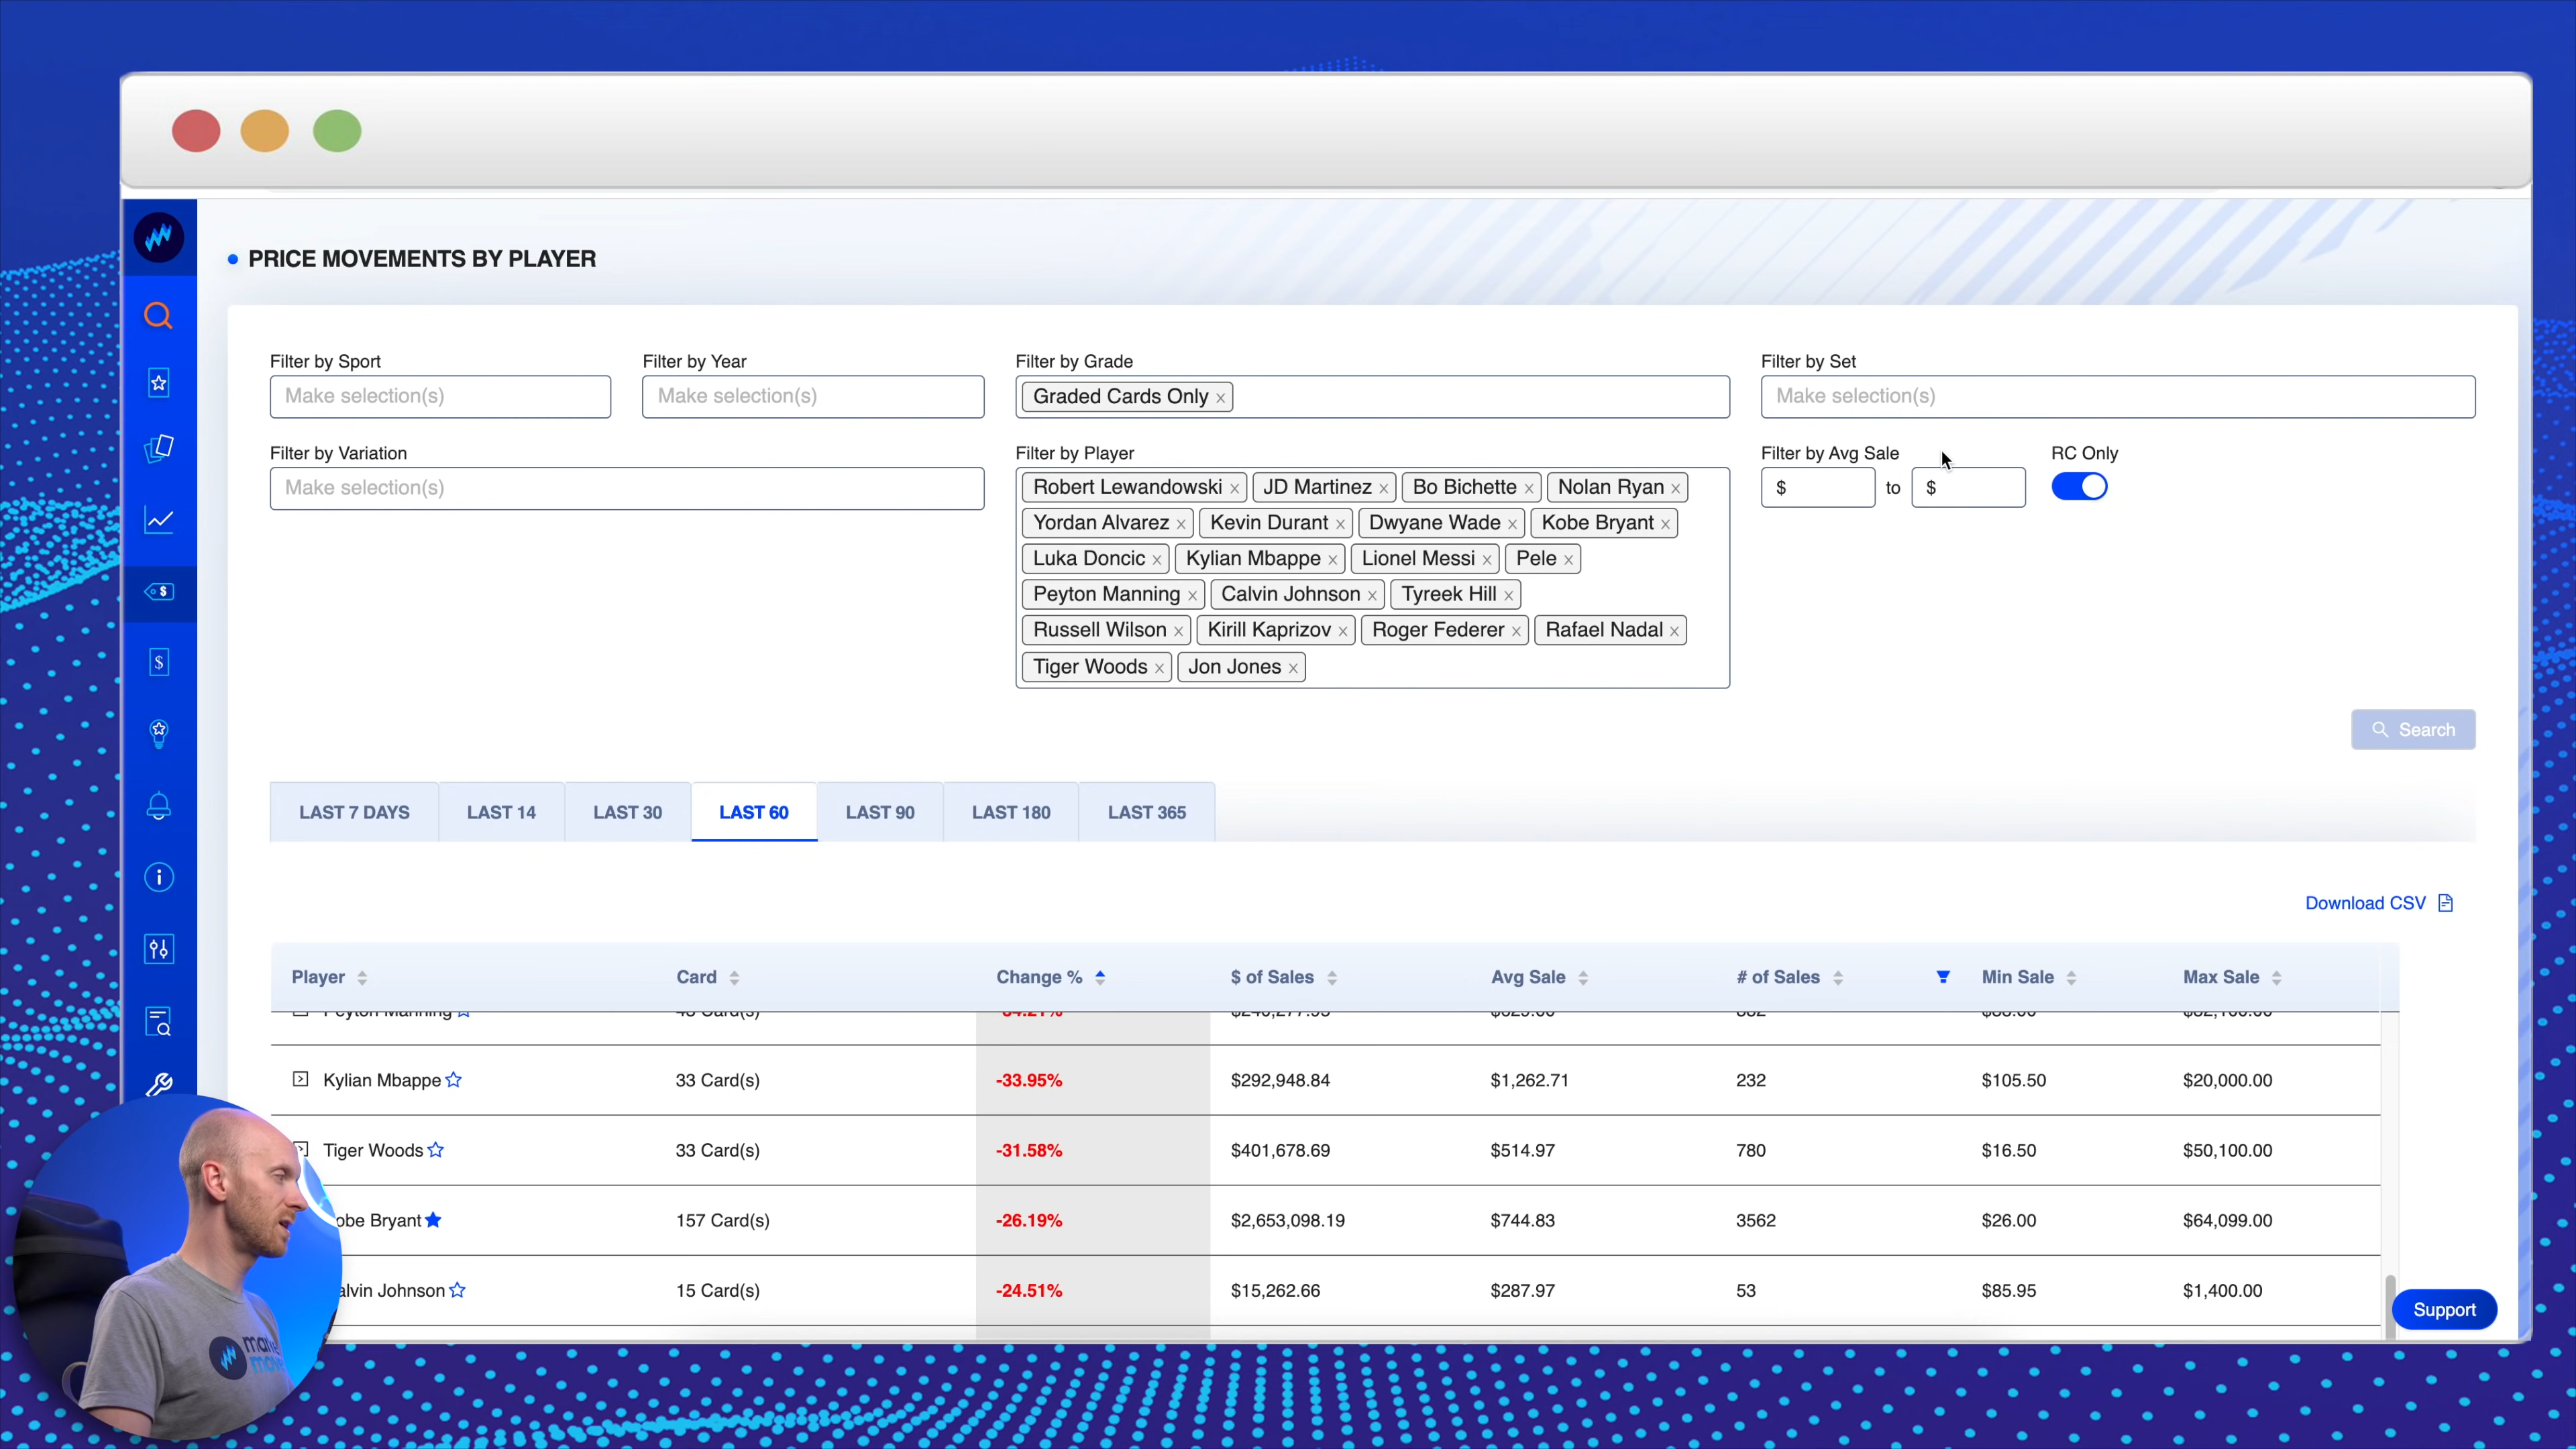 PRICE MOVEMENTS BY PLAYER
Filter by Sport Filter by Year Filter by Grade Filter by Set
Make selection(s) Make selection(s) Graded Cards Only × Make selection(s)
Filter by Variation Filter by Player Filter by Avg Sale RC Only
Make selection(s) Robert Lewandowski × JD Martinez × Bo Bichette × Nolan Ryan × $ to $
Yordan Alvarez × Kevin Durant × Dwyane Wade × Kobe Bryant ×
Luka Doncic × Kylian Mbappe × Lionel Messi × Pele ×
Peyton Manning × Calvin Johnson × Tyreek Hill ×
Russell Wilson × Kirill Kaprizov × Roger Federer × Rafael Nadal ×
Tiger Woods × Jon Jones ×
Search
LAST 7 DAYS LAST 14 LAST 30 LAST 60 LAST 90 LAST 180 LAST 365
Download CSV
Player Card Change % $ of Sales Avg Sale # of Sales Min Sale Max Sale
Peyton Manning Card(s)
Kylian Mbappe 33 Card(s) -33.95% $292,948.84 $1,262.71 232 $105.50 $20,000.00
Tiger Woods 33 Card(s) -31.58% $401,678.69 $514.97 780 $16.50 $50,100.00
obe Bryant 157 Card(s) -26.19% $2,653,098.19 $744.83 3562 $26.00 $64,099.00
alvin Johnson 15 Card(s) -24.51% $15,262.66 $287.97 53 $85.95 $1,400.00
Support